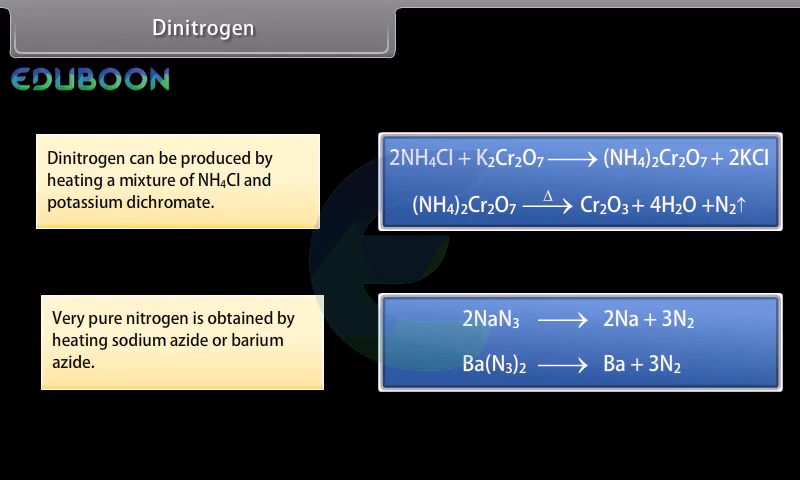 Dinitrogen
EDUBOON
Dinitrogen can be produced by
heating a mixture of NH₄Cl and
potassium dichromate.
2NH₄Cl + K₂Cr₂O₇ ⟶ (NH₄)₂Cr₂O₇ + 2KCl
(NH₄)₂Cr₂O₇ —Δ→ Cr₂O₃ + 4H₂O +N₂↑
Very pure nitrogen is obtained by
heating sodium azide or barium
azide.
2NaN₃ ⟶ 2Na + 3N₂
Ba(N₃)₂ ⟶ Ba + 3N₂